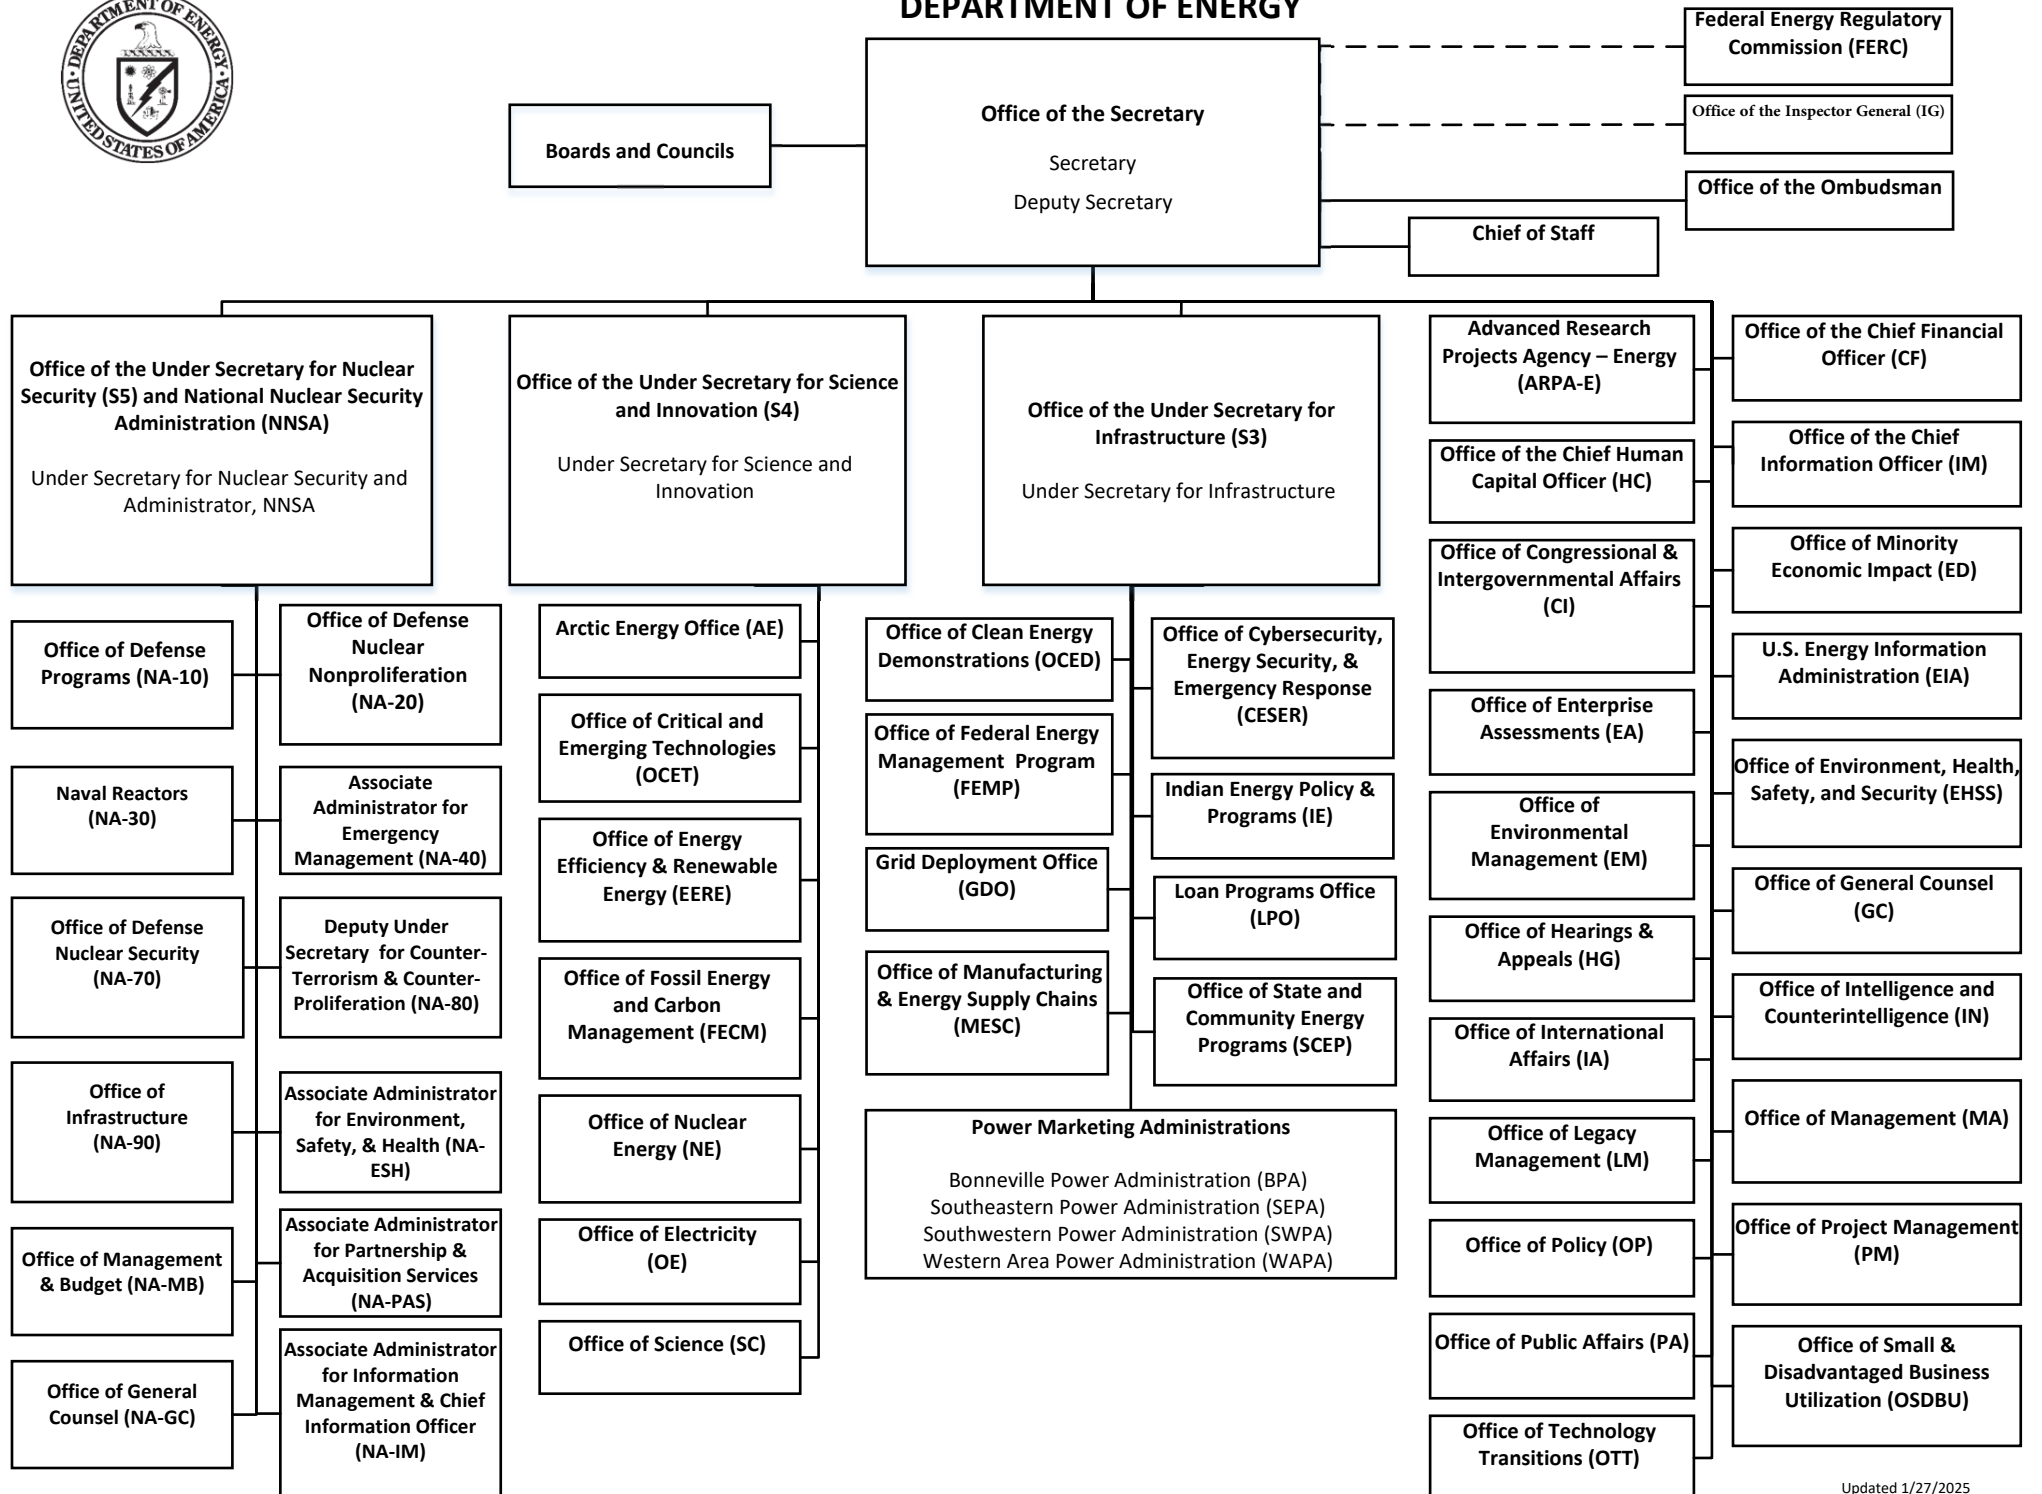 DEPARTMENT OF ENERGY
DEPARTMENT OF ENERGY
UNITED STATES OF AMERICA
Federal Energy Regulatory
Commission (FERC)
Office of the Inspector General (IG)
Office of the Ombudsman
Chief of Staff
Office of the Secretary
Secretary
Deputy Secretary
Boards and Councils
Office of the Under Secretary for Nuclear
Security (S5) and National Nuclear Security
Administration (NNSA)
Under Secretary for Nuclear Security and
Administrator, NNSA
Office of Defense
Programs (NA-10)
Office of Defense
Nuclear
Nonproliferation
(NA-20)
Naval Reactors
(NA-30)
Associate
Administrator for
Emergency
Management (NA-40)
Office of Defense
Nuclear Security
(NA-70)
Deputy Under
Secretary for Counter-
Terrorism & Counter-
Proliferation (NA-80)
Office of
Infrastructure
(NA-90)
Associate Administrator
for Environment,
Safety, & Health (NA-
ESH)
Office of Management
& Budget (NA-MB)
Associate Administrator
for Partnership &
Acquisition Services
(NA-PAS)
Office of General
Counsel (NA-GC)
Associate Administrator
for Information
Management & Chief
Information Officer
(NA-IM)
Office of the Under Secretary for Science
and Innovation (S4)
Under Secretary for Science and
Innovation
Arctic Energy Office (AE)
Office of Critical and
Emerging Technologies
(OCET)
Office of Energy
Efficiency & Renewable
Energy (EERE)
Office of Fossil Energy
and Carbon
Management (FECM)
Office of Nuclear
Energy (NE)
Office of Electricity
(OE)
Office of Science (SC)
Office of the Under Secretary for
Infrastructure (S3)
Under Secretary for Infrastructure
Office of Clean Energy
Demonstrations (OCED)
Office of Cybersecurity,
Energy Security, &
Emergency Response
(CESER)
Office of Federal Energy
Management Program
(FEMP)
Indian Energy Policy &
Programs (IE)
Grid Deployment Office
(GDO)
Loan Programs Office
(LPO)
Office of Manufacturing
& Energy Supply Chains
(MESC)
Office of State and
Community Energy
Programs (SCEP)
Power Marketing Administrations
Bonneville Power Administration (BPA)
Southeastern Power Administration (SEPA)
Southwestern Power Administration (SWPA)
Western Area Power Administration (WAPA)
Advanced Research
Projects Agency – Energy
(ARPA-E)
Office of the Chief Human
Capital Officer (HC)
Office of Congressional &
Intergovernmental Affairs
(CI)
Office of Enterprise
Assessments (EA)
Office of
Environmental
Management (EM)
Office of Hearings &
Appeals (HG)
Office of International
Affairs (IA)
Office of Legacy
Management (LM)
Office of Policy (OP)
Office of Public Affairs (PA)
Office of Technology
Transitions (OTT)
Office of the Chief Financial
Officer (CF)
Office of the Chief
Information Officer (IM)
Office of Minority
Economic Impact (ED)
U.S. Energy Information
Administration (EIA)
Office of Environment, Health,
Safety, and Security (EHSS)
Office of General Counsel
(GC)
Office of Intelligence and
Counterintelligence (IN)
Office of Management (MA)
Office of Project Management
(PM)
Office of Small &
Disadvantaged Business
Utilization (OSDBU)
Updated 1/27/2025